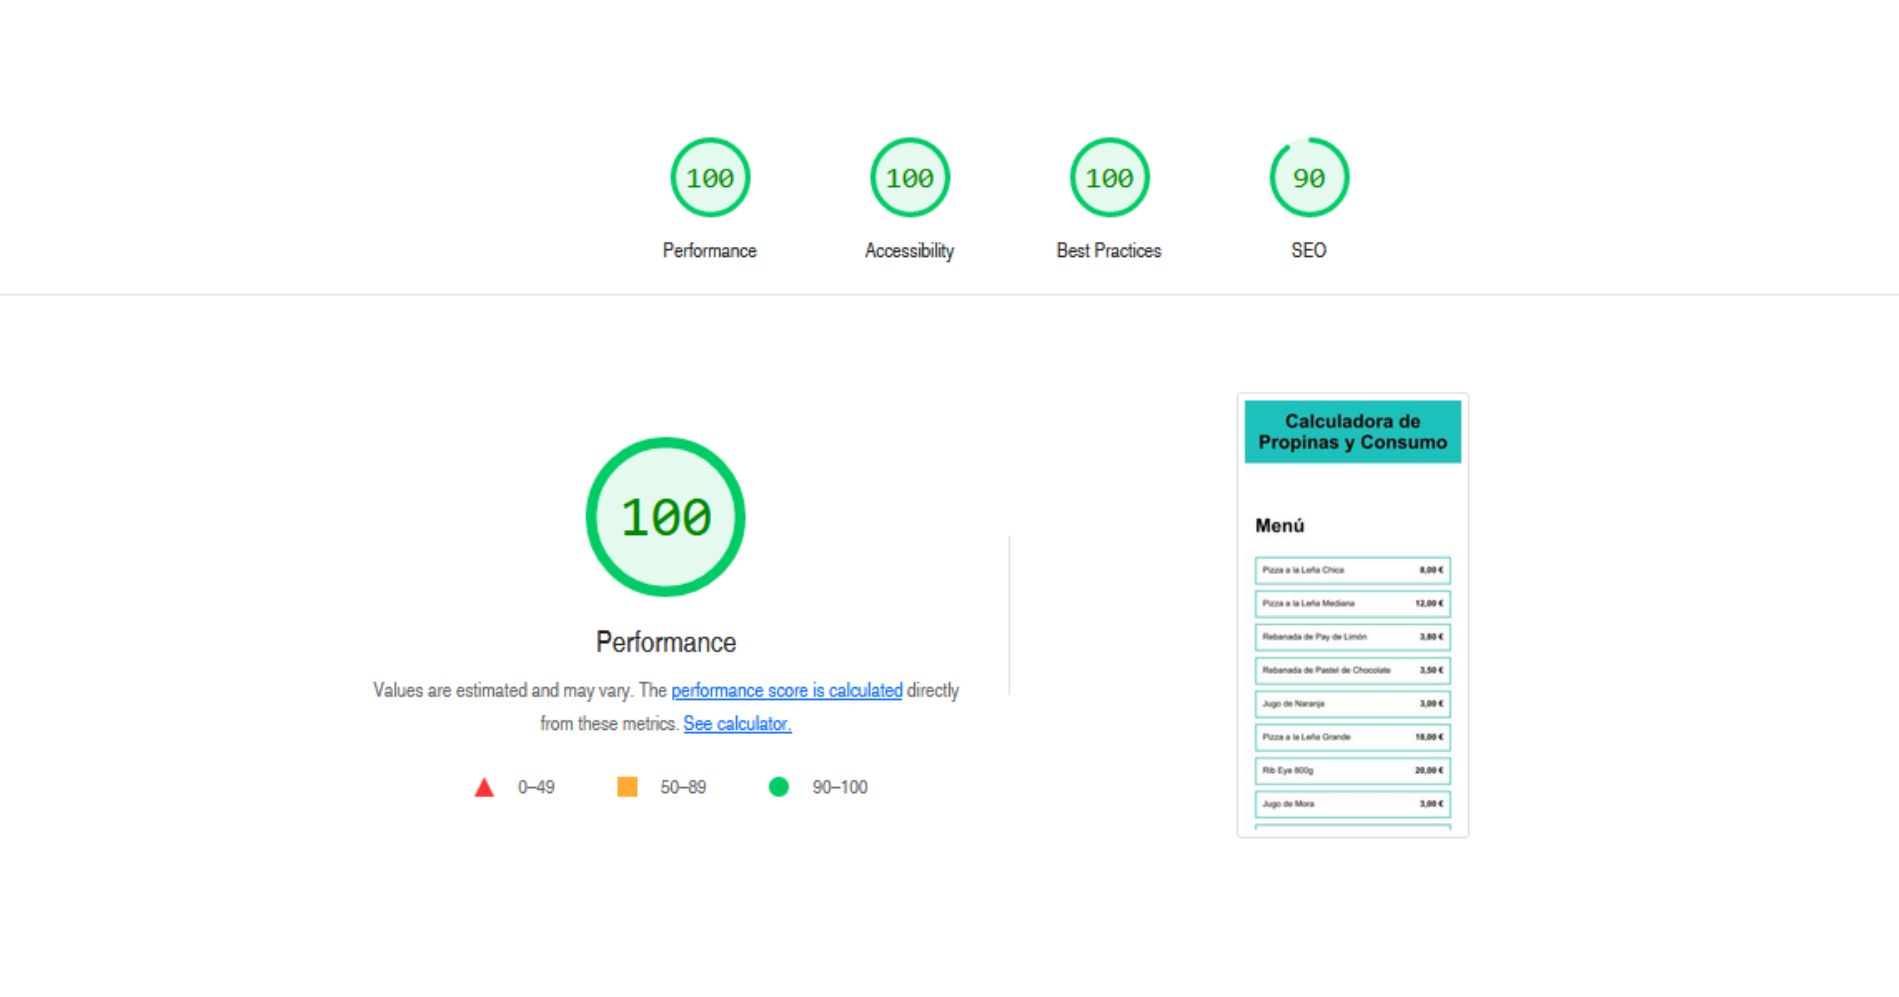 100
100
100
90
Performance
Accessibility
Best Practices
SEO
100
Performance
Values are estimated and may vary. The performance score is calculated directly
from these metrics. See calculator.
0–49
50–89
90–100
Calculadora de
Propinas y Consumo
Menú
Pizza a la Leña Chica 8,00 €
Pizza a la Leña Mediana 12,00 €
Rebanada de Pay de Limón 3,80 €
Rebanada de Pastel de Chocolate 3,50 €
Jugo de Naranja 3,00 €
Pizza a la Leña Grande 18,00 €
Rib Eye 800g 20,00 €
Jugo de Mora 3,00 €